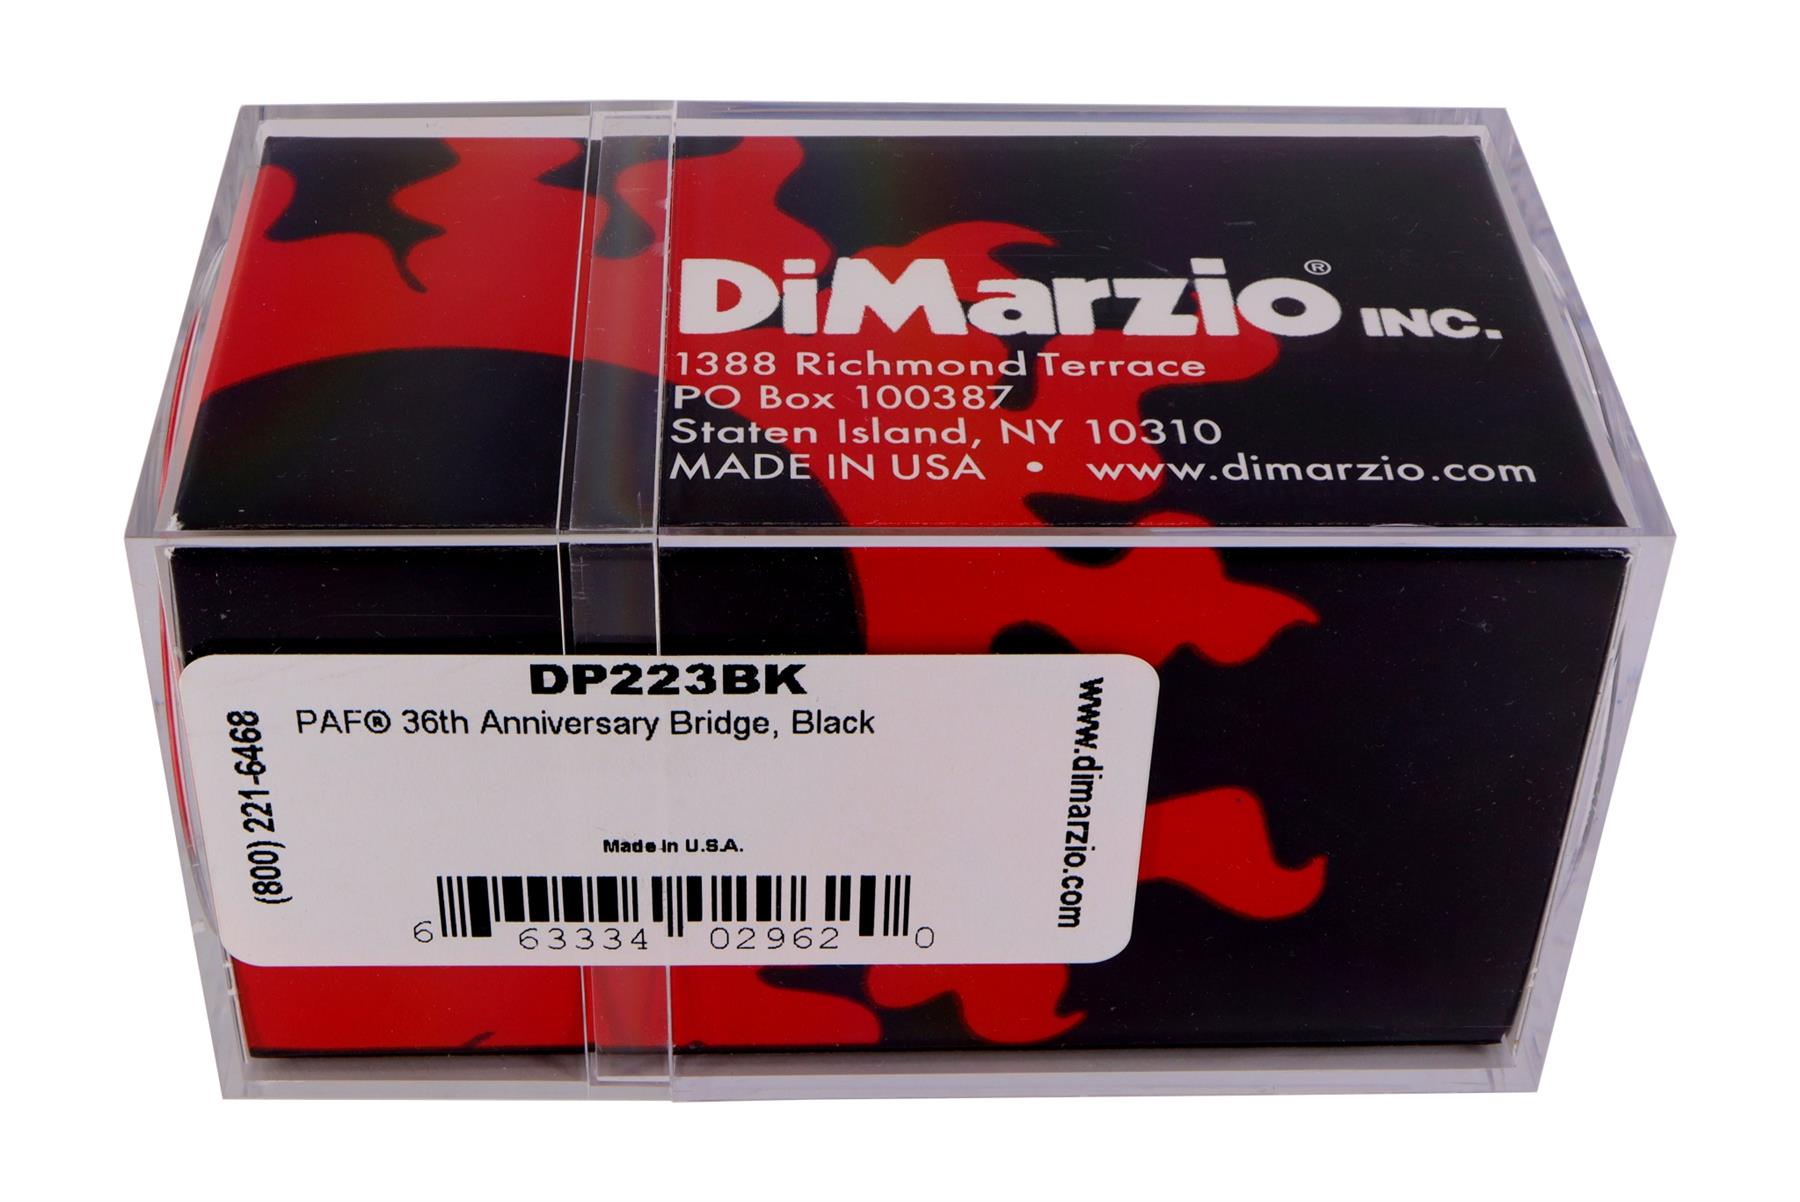 DiMarzio® INC.
1388 Richmond Terrace
PO Box 100387
Staten Island, NY 10310
MADE IN USA • www.dimarzio.com
DP223BK
PAF® 36th Anniversary Bridge, Black
(800) 221-6468
www.dimarzio.com
Made In U.S.A.
6 63334 02962 0